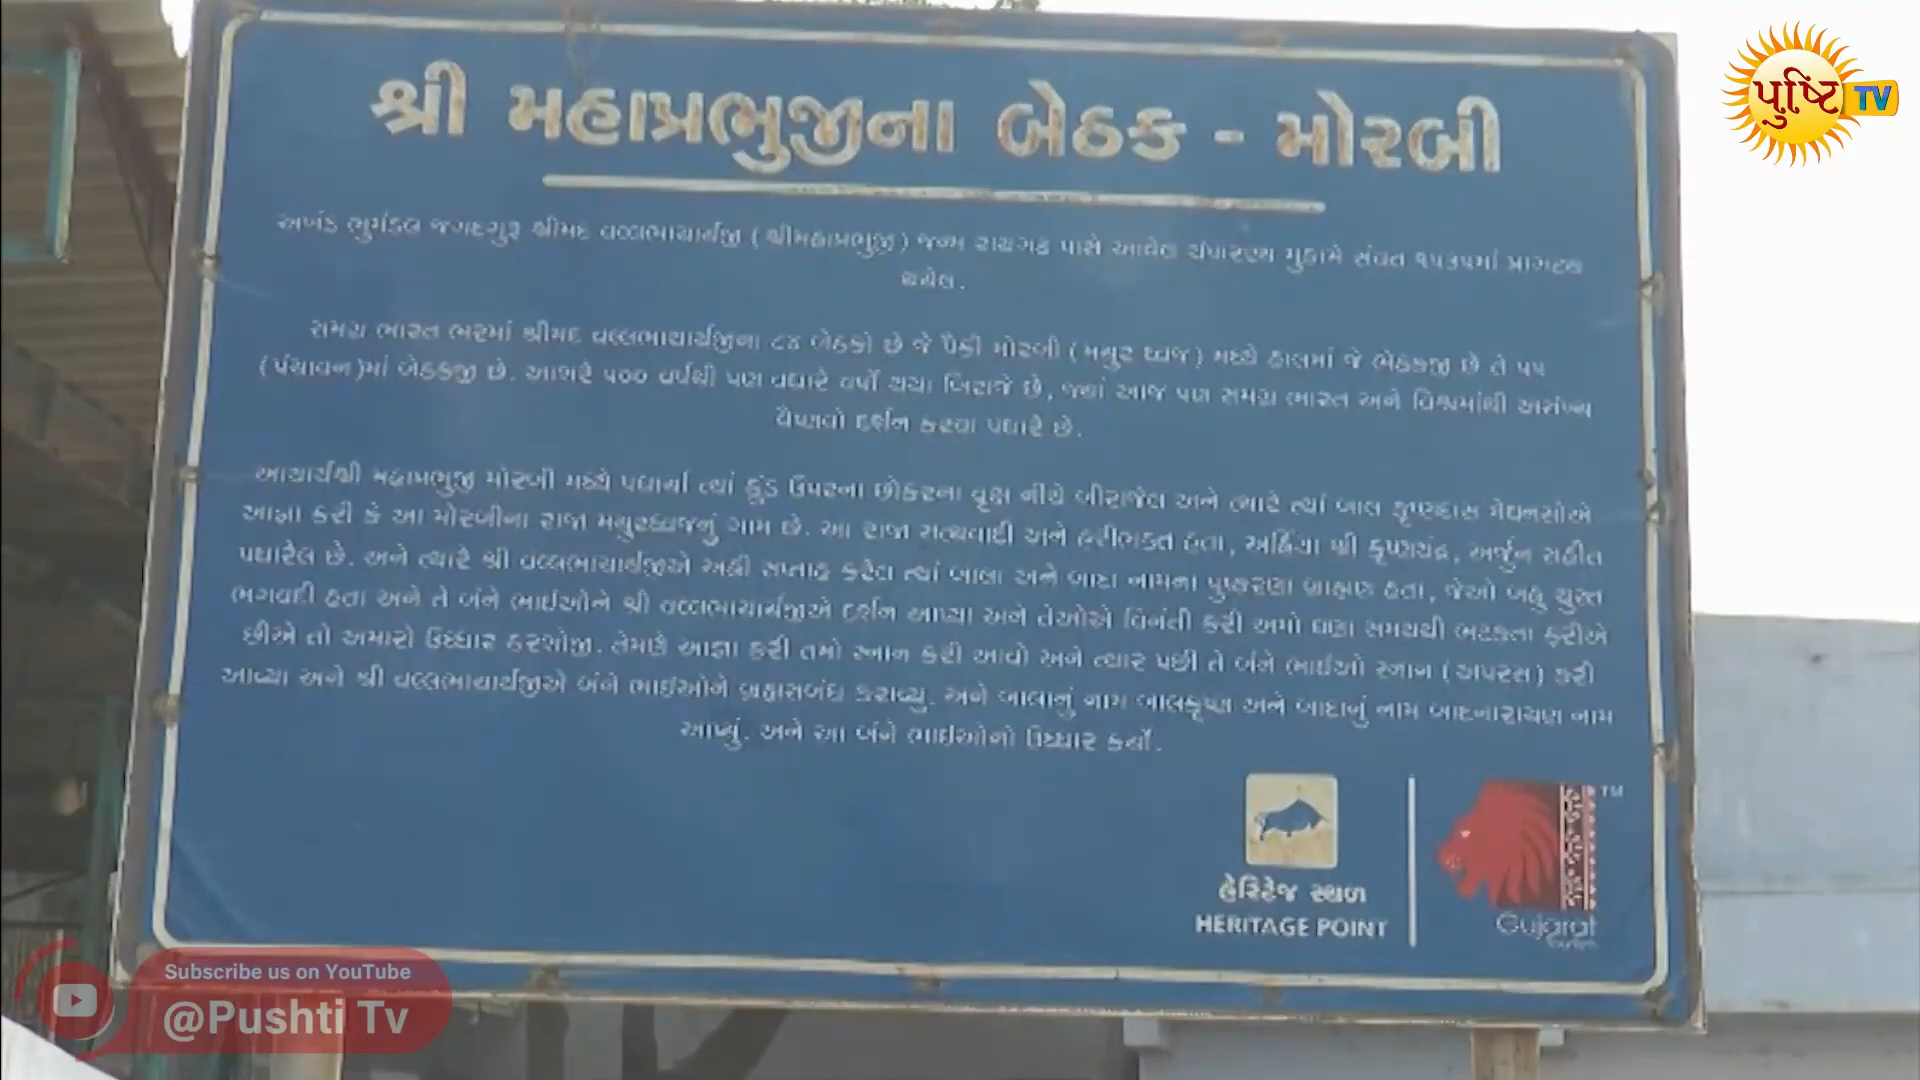 શ્રી મહાપ્રભુજીના બેઠક - મોરબી
અખંડ ભુમંડલ જગદગુરૂ શ્રીમદ વલ્લભાચાર્યજી (શ્રીમહાપ્રભુજી) જન્મ રાયગઢ પાસે આવેલ ચંપારણ્ય મુકામે સંવત ૧૫૩૫માં પ્રાગટય
થયેલ.
સમગ્ર ભારત ભરમાં શ્રીમદ વલ્લભાચાર્યજીના ૮૪ બેઠકો છે જે પૈકી મોરબી (મયુર ધ્વજ) મધ્યે હાલમાં જે બેઠકજી છે તે ૫૫
(પંચાવન)માં બેઠકજી છે. આશરે ૫૦૦ વર્ષથી પણ વધારે વર્ષો થયા બિરાજે છે, જ્યાં આજ પણ સમગ્ર ભારત અને વિશ્વમાંથી અસંખ્ય
વૈષ્ણવો દર્શન કરવા પધારે છે.
આચાર્યશ્રી મહાપ્રભુજી મોરબી મધ્યે પધાર્યા ત્યાં કુંડ ઉપરના છોકરના વૃક્ષ નીચે બીરાજેલ અને ત્યારે ત્યાં બાલ કૃષ્ણદાસ મેઘનસોએ
આજ્ઞા કરી કે આ મોરબીના રાજા મયુરધ્વજનું ગામ છે. આ રાજા સત્યવાદી અને હરીભક્ત હતા, અહિંયા શ્રી કૃષ્ણચંદ્ર, અર્જુન સહીત
પધારેલ છે. અને ત્યારે શ્રી વલ્લભાચાર્યજીએ અહી સપ્તાહ કરેલ ત્યાં બાલા અને બાદા નામના પુષ્કરણા બ્રાહ્મણ હતા, જેઓ બહુ ચુસ્ત
ભગવદી હતા અને તે બંને ભાઈઓને શ્રી વલ્લભાચાર્યજીએ દર્શન આપ્યા અને તેઓએ વિનંતી કરી અમો ઘણા સમયથી ભટકતા ફરીએ
છીએ તો અમારો ઉધ્ધાર કરશોજી. તેમણે આજ્ઞા કરી તમો સ્નાન કરી આવો અને ત્યાર પછી તે બંને ભાઈઓ સ્નાન (અપરસ) કરી
આવ્યા અને શ્રી વલ્લભાચાર્યજીએ બંને ભાઈઓને બ્રહ્મસબંધ કરાવ્યુ. અને બાલાનું નામ બાલકૃષ્ણ અને બાદાનું નામ બાદનારાયણ નામ
આપ્યું. અને આ બંને ભાઈઓનો ઉધ્ધાર કર્યો.
હેરિટેજ સ્થળ
HERITAGE POINT
TM
Gujarat
પુષ્ટિ TV
Subscribe us on YouTube
@Pushti Tv